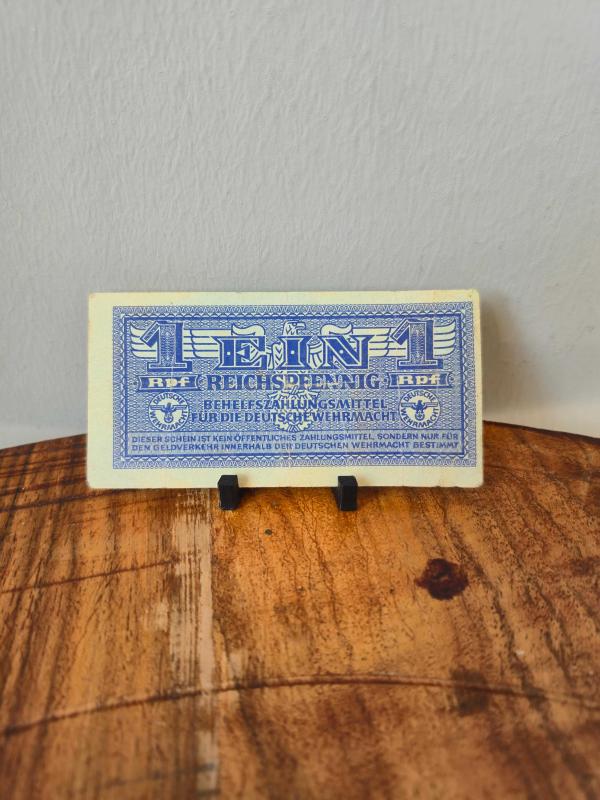 1 EIN 1
Rpf REICHSPFENNIG Rpf
BEHELFSZAHLUNGSMITTEL
FÜR DIE DEUTSCHE WEHRMACHT
DEUTSCHE WEHRMACHT
DEUTSCHE WEHRMACHT
DIESER SCHEIN IST KEIN ÖFFENTLICHES ZAHLUNGSMITTEL, SONDERN NUR FÜR
DEN GELDVERKEHR INNERHALB DER DEUTSCHEN WEHRMACHT BESTIMMT